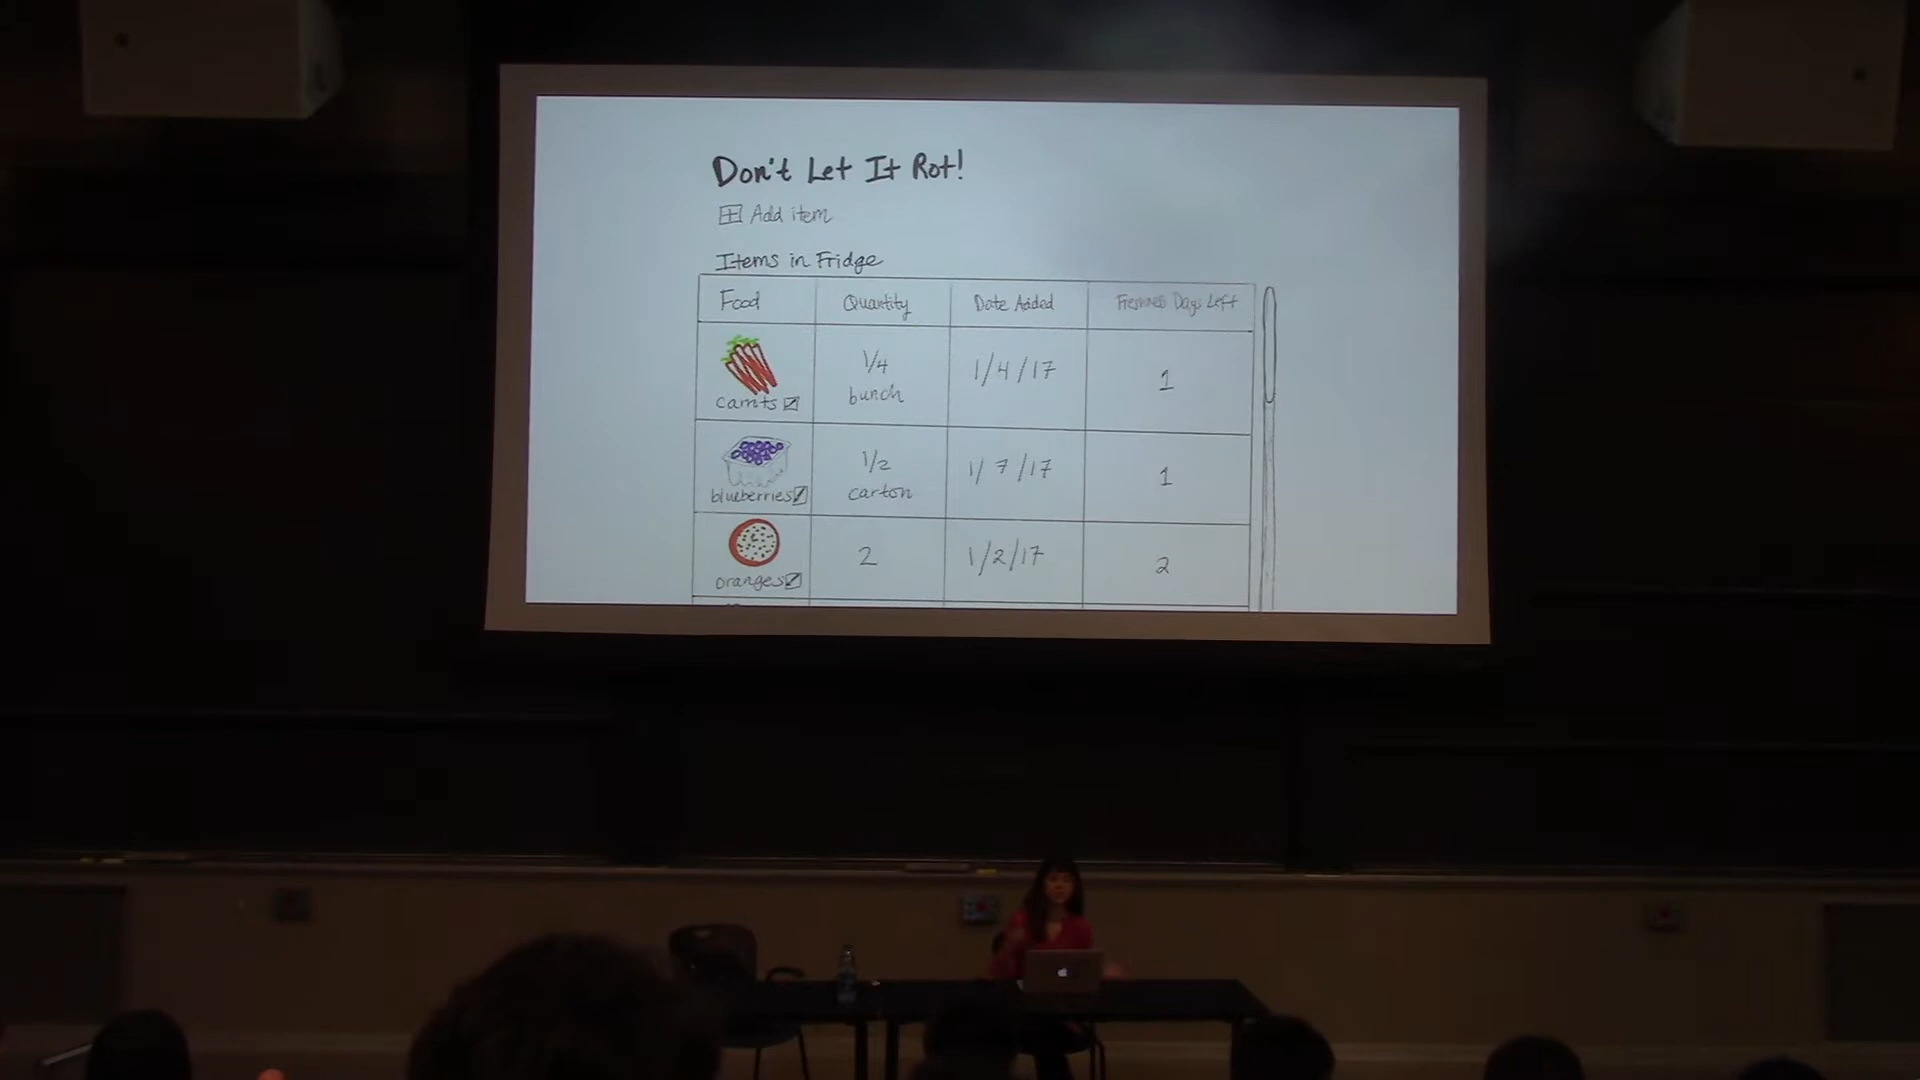 Don't Let It Rot!
Add item
Items in Fridge
Food Quantity Date Added Freshness Days Left
carrots 1/4 bunch 1/4/17 1
blueberries 1/2 carton 1/7/17 1
oranges 2 1/2/17 2